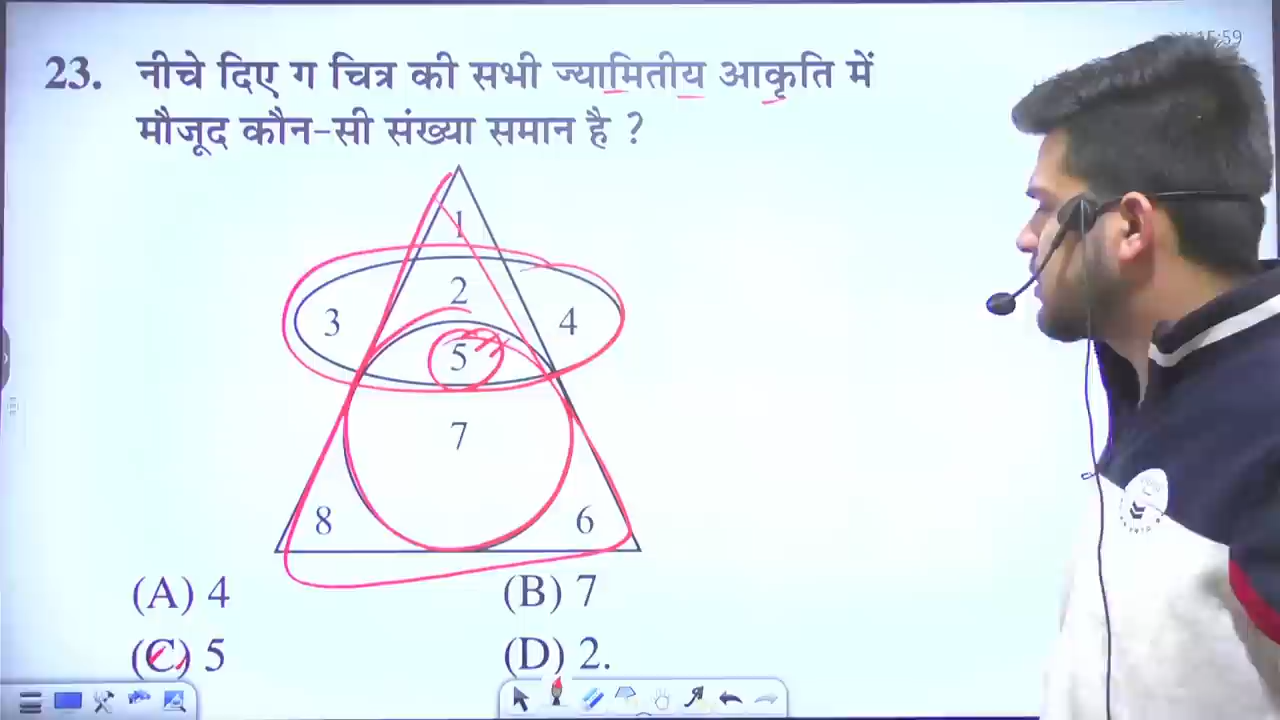 23. नीचे दिए ग चित्र की सभी ज्यामितीय आकृति में
मौजूद कौन-सी संख्या समान है ?
1
2
3
4
5
7
8
6
(A) 4
(B) 7
(C) 5
(D) 2.